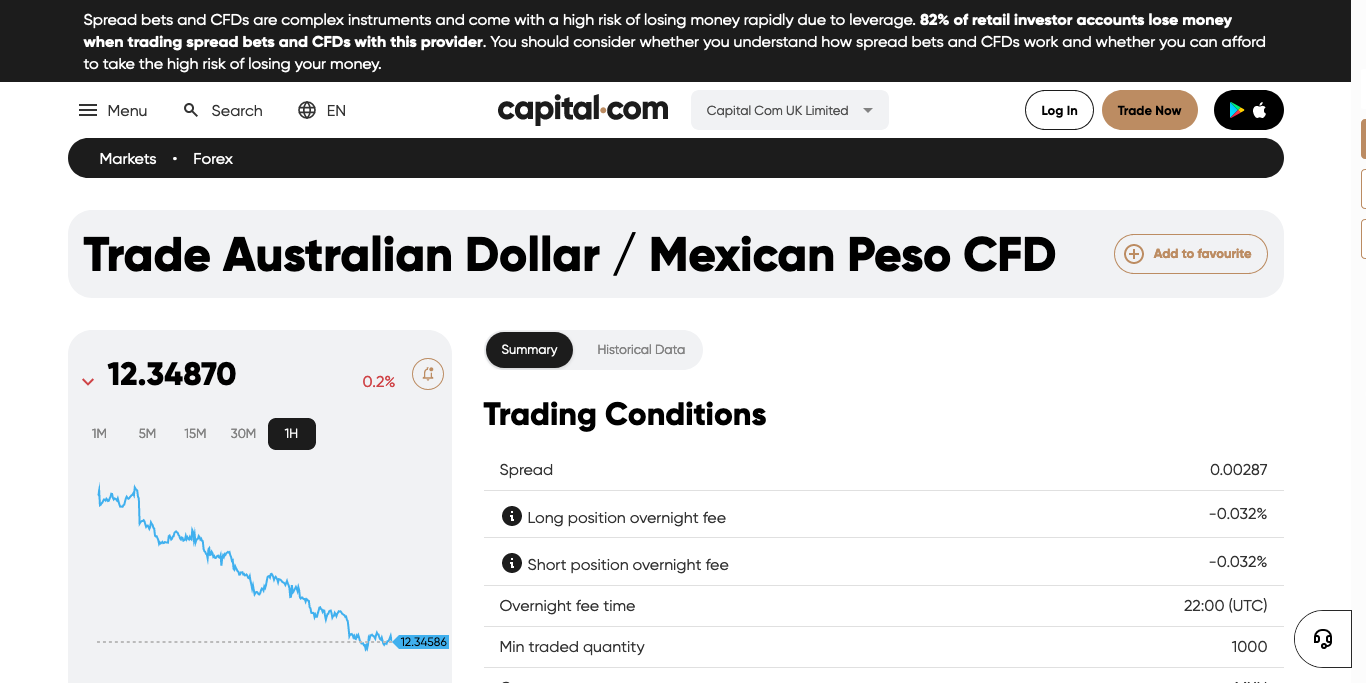 Spread bets and CFDs are complex instruments and come with a high risk of losing money rapidly due to leverage. 82% of retail investor accounts lose money
when trading spread bets and CFDs with this provider. You should consider whether you understand how spread bets and CFDs work and whether you can afford
to take the high risk of losing your money.
Menu
Search
EN
capital.com
Capital Com UK Limited
Log In
Trade Now
Markets • Forex
Trade Australian Dollar / Mexican Peso CFD
Add to favourite
12.34870
0.2%
1M 5M 15M 30M 1H
12.34586
Summary
Historical Data
Trading Conditions
Spread 0.00287
Long position overnight fee -0.032%
Short position overnight fee -0.032%
Overnight fee time 22:00 (UTC)
Min traded quantity 1000